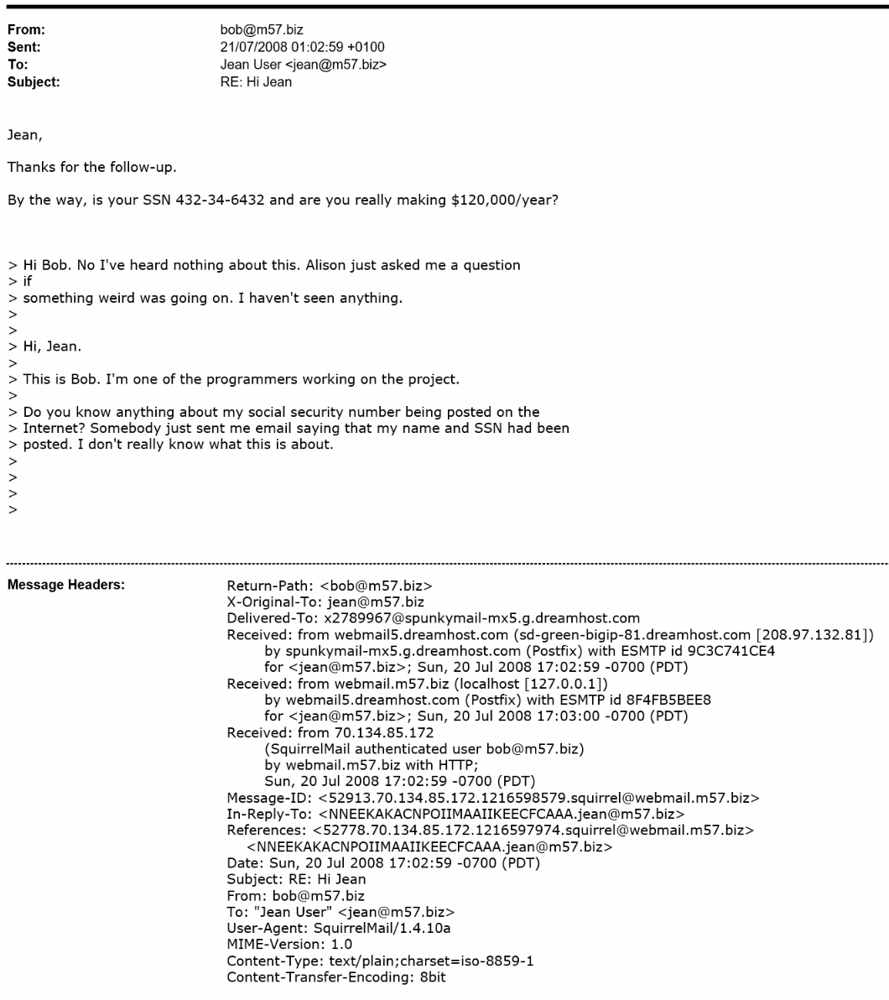 From: bob@m57.biz
Sent: 21/07/2008 01:02:59 +0100
To: Jean User <jean@m57.biz>
Subject: RE: Hi Jean
Jean,
Thanks for the follow-up.
By the way, is your SSN 432-34-6432 and are you really making $120,000/year?
> Hi Bob. No I've heard nothing about this. Alison just asked me a question
> if
> something weird was going on. I haven't seen anything.
>
>
> Hi, Jean.
>
> This is Bob. I'm one of the programmers working on the project.
>
> Do you know anything about my social security number being posted on the
> Internet? Somebody just sent me email saying that my name and SSN had been
> posted. I don't really know what this is about.
>
>
>
>
Message Headers: Return-Path: <bob@m57.biz>
X-Original-To: jean@m57.biz
Delivered-To: x2789967@spunkymail-mx5.g.dreamhost.com
Received: from webmail5.dreamhost.com (sd-green-bigip-81.dreamhost.com [208.97.132.81])
by spunkymail-mx5.g.dreamhost.com (Postfix) with ESMTP id 9C3C741CE4
for <jean@m57.biz>; Sun, 20 Jul 2008 17:02:59 -0700 (PDT)
Received: from webmail.m57.biz (localhost [127.0.0.1])
by webmail5.dreamhost.com (Postfix) with ESMTP id 8F4FB5BEE8
for <jean@m57.biz>; Sun, 20 Jul 2008 17:03:00 -0700 (PDT)
Received: from 70.134.85.172
(SquirrelMail authenticated user bob@m57.biz)
by webmail.m57.biz with HTTP;
Sun, 20 Jul 2008 17:02:59 -0700 (PDT)
Message-ID: <52913.70.134.85.172.1216598579.squirrel@webmail.m57.biz>
In-Reply-To: <NNEEKAKACNPOIIMAAIIKEECFCAAA.jean@m57.biz>
References: <52778.70.134.85.172.1216597974.squirrel@webmail.m57.biz>
<NNEEKAKACNPOIIMAAIIKEECFCAAA.jean@m57.biz>
Date: Sun, 20 Jul 2008 17:02:59 -0700 (PDT)
Subject: RE: Hi Jean
From: bob@m57.biz
To: "Jean User" <jean@m57.biz>
User-Agent: SquirrelMail/1.4.10a
MIME-Version: 1.0
Content-Type: text/plain;charset=iso-8859-1
Content-Transfer-Encoding: 8bit